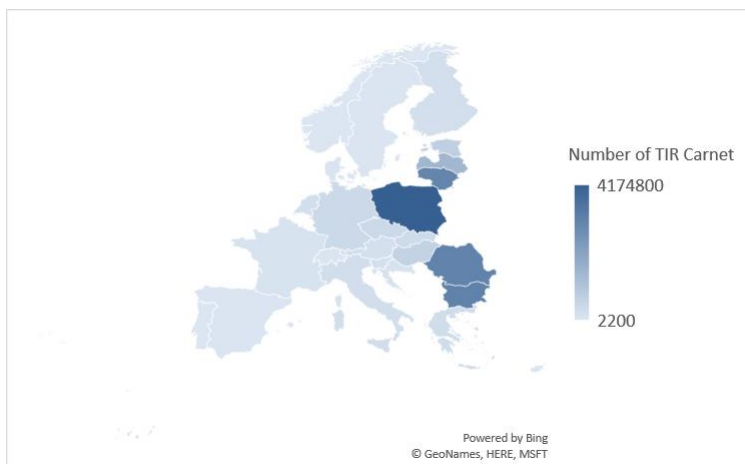 Number of TIR Carnet
4174800
2200
Powered by Bing
© GeoNames, HERE, MSFT